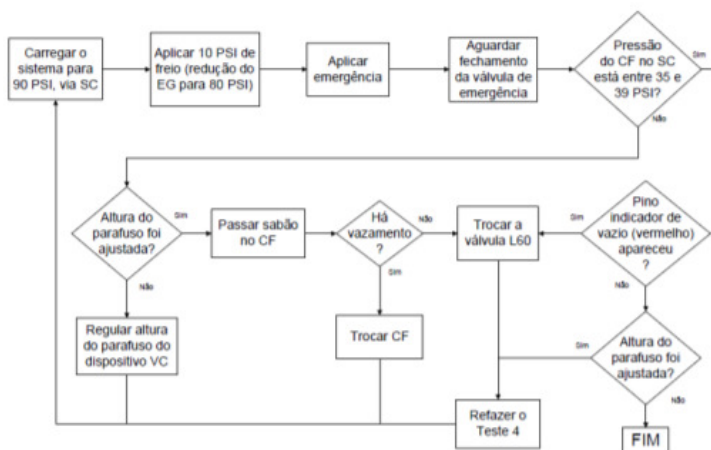 Carregar o
sistema para
90 PSI, via SC
Aplicar 10 PSI de
freio (redução do
EG para 80 PSI)
Aplicar
emergência
Aguardar
fechamento
da válvula de
emergência
Pressão
do CF no SC
está entre 35 e
39 PSI?
Sim
Não
Altura do
parafuso foi
ajustada?
Sim
Não
Passar sabão
no CF
Há
vazamento
?
Não
Sim
Trocar a
válvula L60
Sim
Pino
indicador de
vazio (vermelho)
apareceu
?
Não
Regular altura
do parafuso do
dispositivo VC
Trocar CF
Sim
Altura do
parafuso foi
ajustada?
Não
Refazer o
Teste 4
FIM